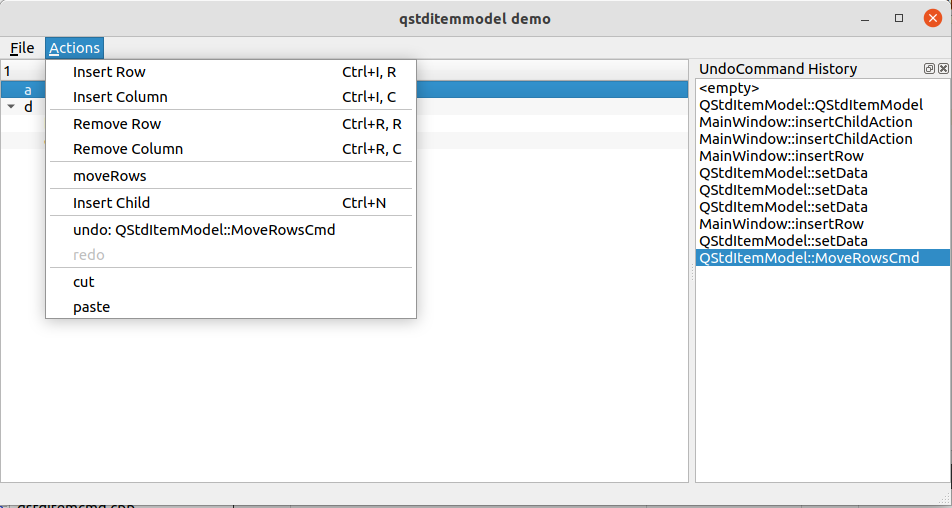 qstditemmodel demo
File Actions
1
a
d
Insert Row Ctrl+I, R
Insert Column Ctrl+I, C
Remove Row Ctrl+R, R
Remove Column Ctrl+R, C
moveRows
Insert Child Ctrl+N
undo: QStdItemModel::MoveRowsCmd
redo
cut
paste
UndoCommand History
<empty>
QStdItemModel::QStdItemModel
MainWindow::insertChildAction
MainWindow::insertChildAction
MainWindow::insertRow
QStdItemModel::setData
QStdItemModel::setData
QStdItemModel::setData
MainWindow::insertRow
QStdItemModel::setData
QStdItemModel::MoveRowsCmd